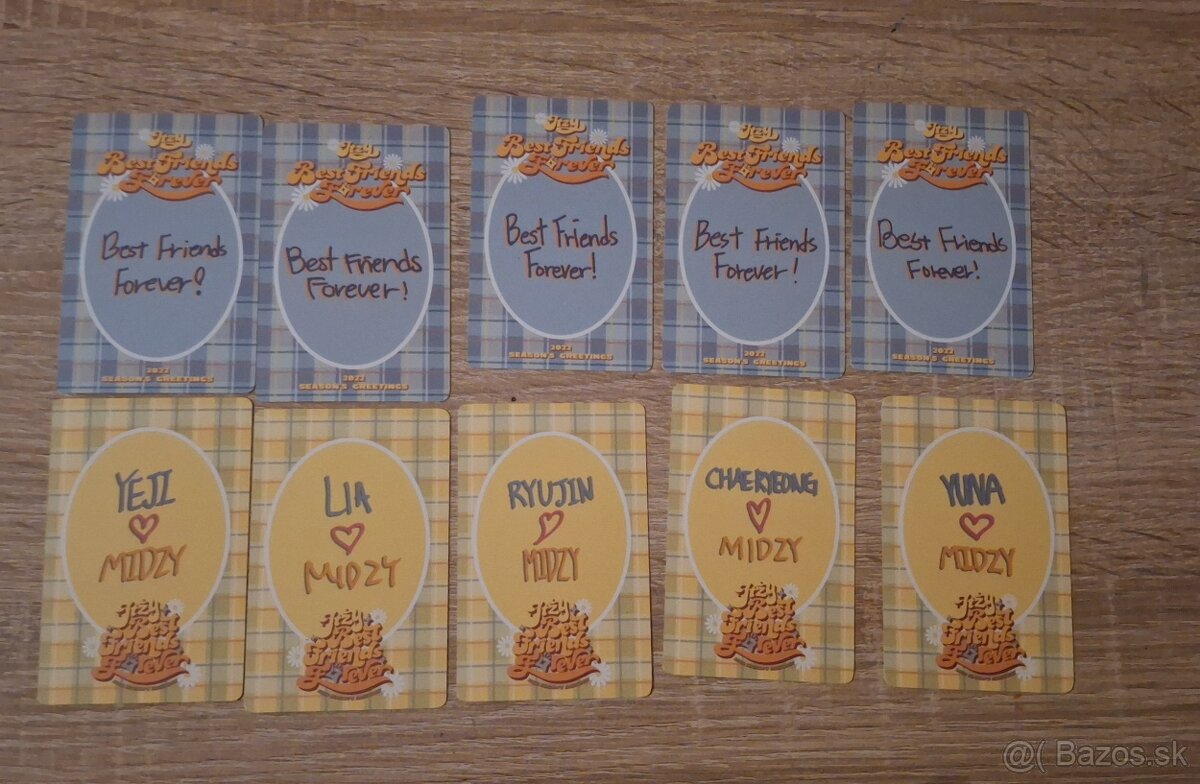 Itzy
Best Friends
Forever
Best Friends
Forever!
2022
SEASON'S GREETINGS
Itzy
Best Friends
Forever
Best Friends
Forever!
2022
SEASON'S GREETINGS
Itzy
Best Friends
Forever
Best Friends
Forever!
2022
SEASON'S GREETINGS
Itzy
Best Friends
Forever
Best Friends
Forever!
2022
SEASON'S GREETINGS
Itzy
Best Friends
Forever
Best Friends
Forever!
2022
SEASON'S GREETINGS
YEJI
MIDZY
Itzy
Best
Friends
Forever
LIA
MIDZY
Itzy
Best
Friends
Forever
RYUJIN
MIDZY
Itzy
Best
Friends
Forever
CHAERYEONG
MIDZY
Itzy
Best
Friends
Forever
YUNA
MIDZY
Itzy
Best
Friends
Forever
@( Bazos.sk